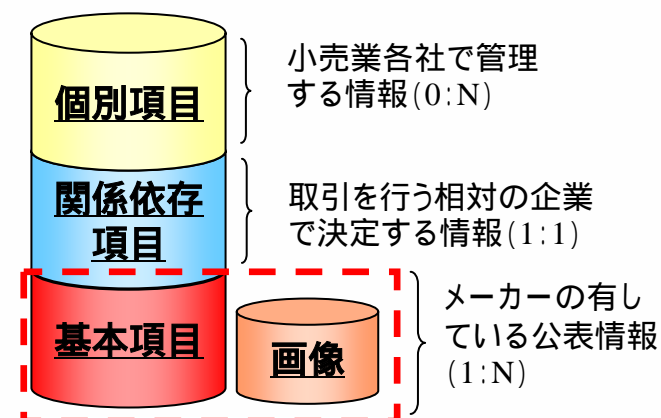 個別項目
小売業各社で管理
する情報(0:N)
関係依存
項目
取引を行う相対の企業
で決定する情報(1:1)
基本項目
画像
メーカーの有し
ている公表情報
(1:N)